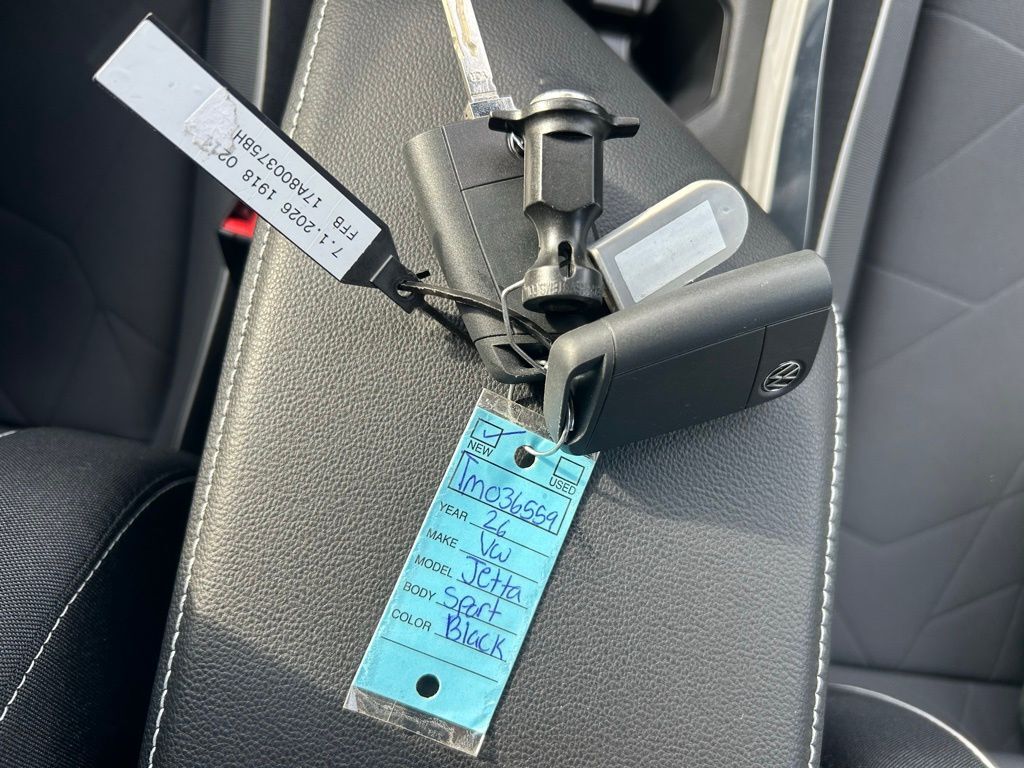 7.1.2026 1918 021
FFB 17A800375BH
NEW
USED
TM036559
YEAR 26
MAKE VW
MODEL Jetta
BODY Sport
COLOR Black